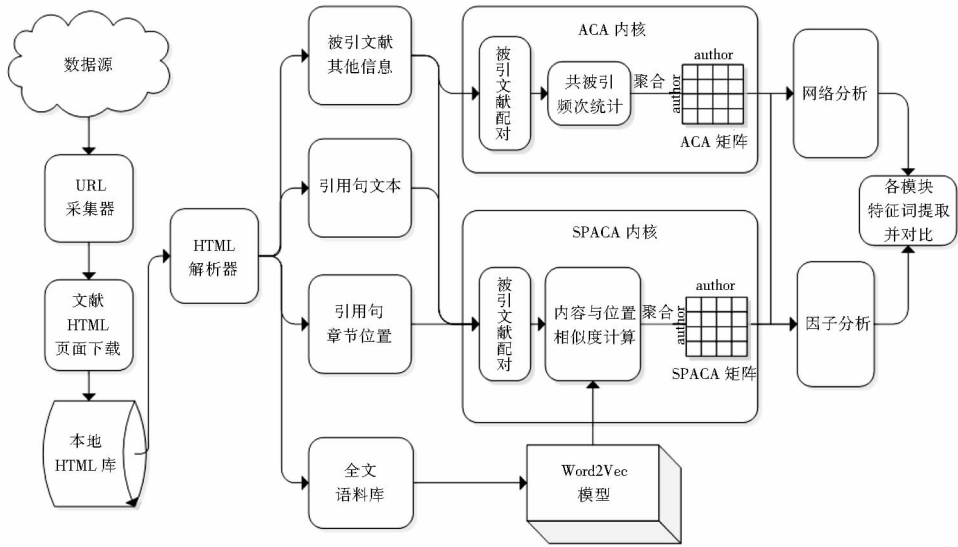 数据源
URL
采集器
文献
HTML
页面下载
本地
HTML 库
HTML
解析器
被引文献
其他信息
引用句文本
引用句
章节位置
全文
语料库
ACA 内核
被引文献配对
共被引
频次统计
聚合
author
author
ACA 矩阵
SPACA 内核
被引文献配对
内容与位置
相似度计算
聚合
author
author
SPACA 矩阵
Word2Vec
模型
网络分析
因子分析
各模块
特征词提取
并对比